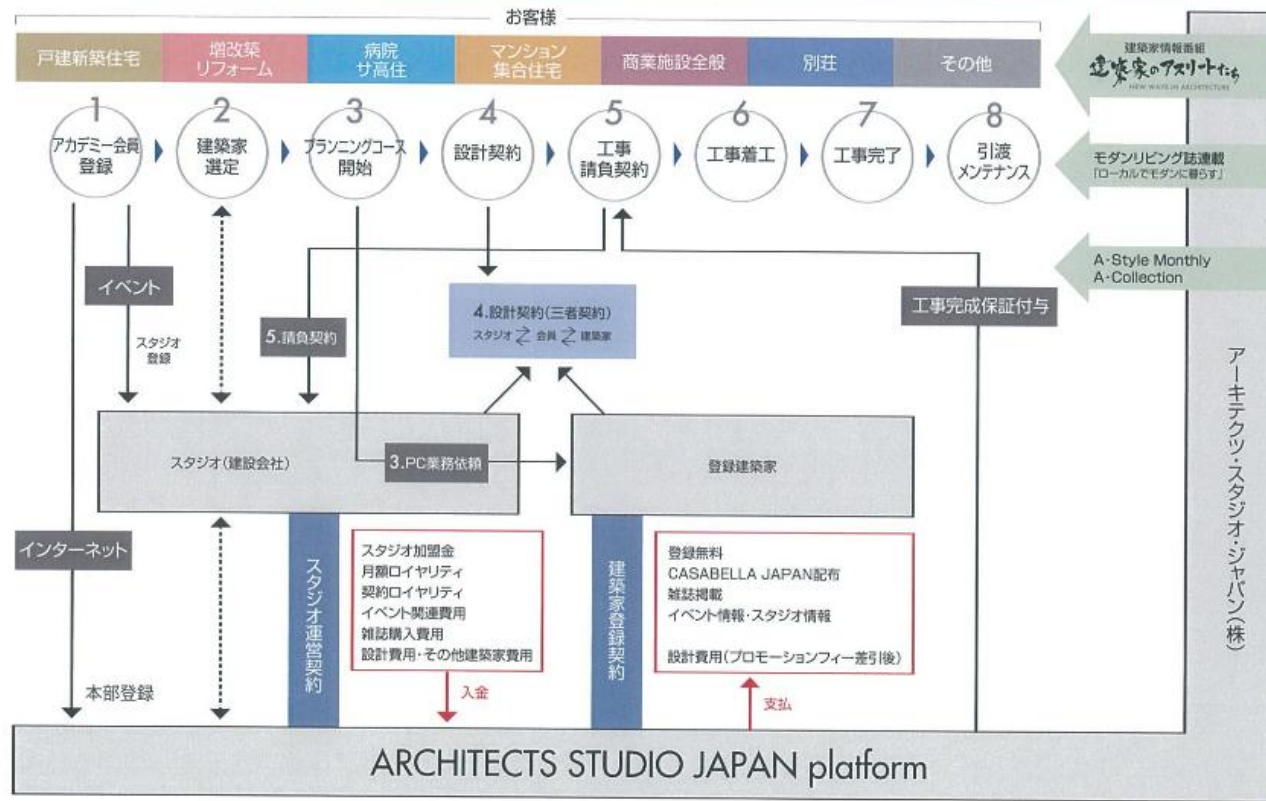 お客様
戸建新築住宅
増改築
リフォーム
病院
サ高住
マンション
集合住宅
商業施設全般
別荘
その他
建築家情報番組
建築家のアスリートたち
NEW WAVE IN ARCHITECTURE
1
アカデミー会員
登録
2
建築家
選定
3
プランニングコース
開始
4
設計契約
5
工事
請負契約
6
工事着工
7
工事完了
8
引渡
メンテナンス
モダンリビング誌連載
「ローカルでモダンに暮らす」
A・Style Monthly
A・Collection
イベント
スタジオ
登録
5.請負契約
4.設計契約(三者契約)
スタジオ ⇄ 会員 ⇄ 建築家
工事完成保証付与
スタジオ(建設会社)
3.PC業務依頼
登録建築家
インターネット
本部登録
スタジオ運営契約
スタジオ加盟金
月額ロイヤリティ
契約ロイヤリティ
イベント関連費用
雑誌購入費用
設計費用・その他建築家費用
入金
建築家登録契約
登録無料
CASABELLA JAPAN配布
雑誌掲載
イベント情報・スタジオ情報
設計費用(プロモーションフィー差引後)
支払
アーキテクツ・スタジオ・ジャパン(株)
ARCHITECTS STUDIO JAPAN platform